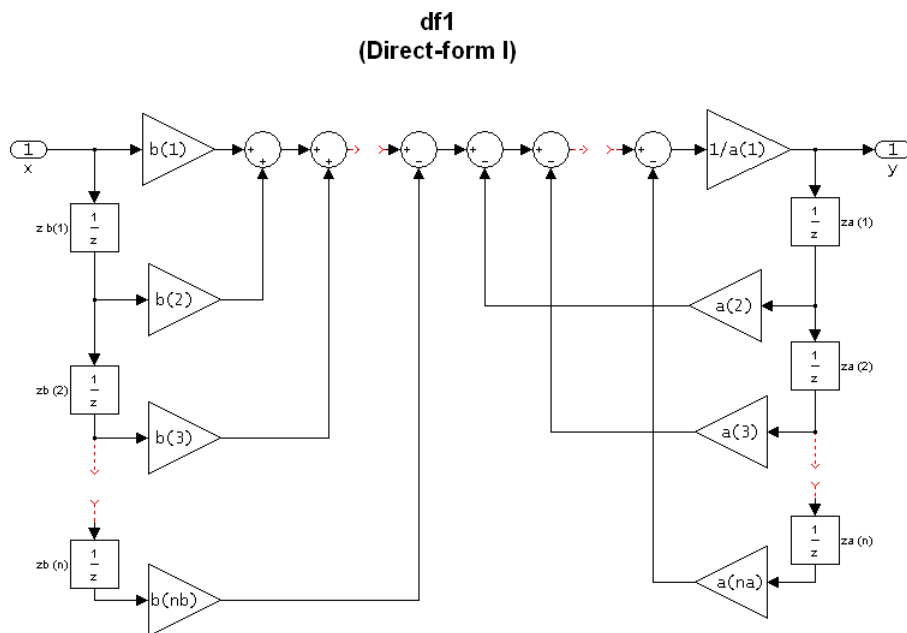 df1
(Direct-form I)
1
x
b(1)
+
+
+
+
+
-
+
-
+
-
+
-
1/a(1)
1
y
zb(1)
1
z
1
z
za(1)
b(2)
a(2)
zb(2)
1
z
1
z
za(2)
b(3)
a(3)
zb(n)
1
z
1
z
za(n)
b(nb)
a(na)